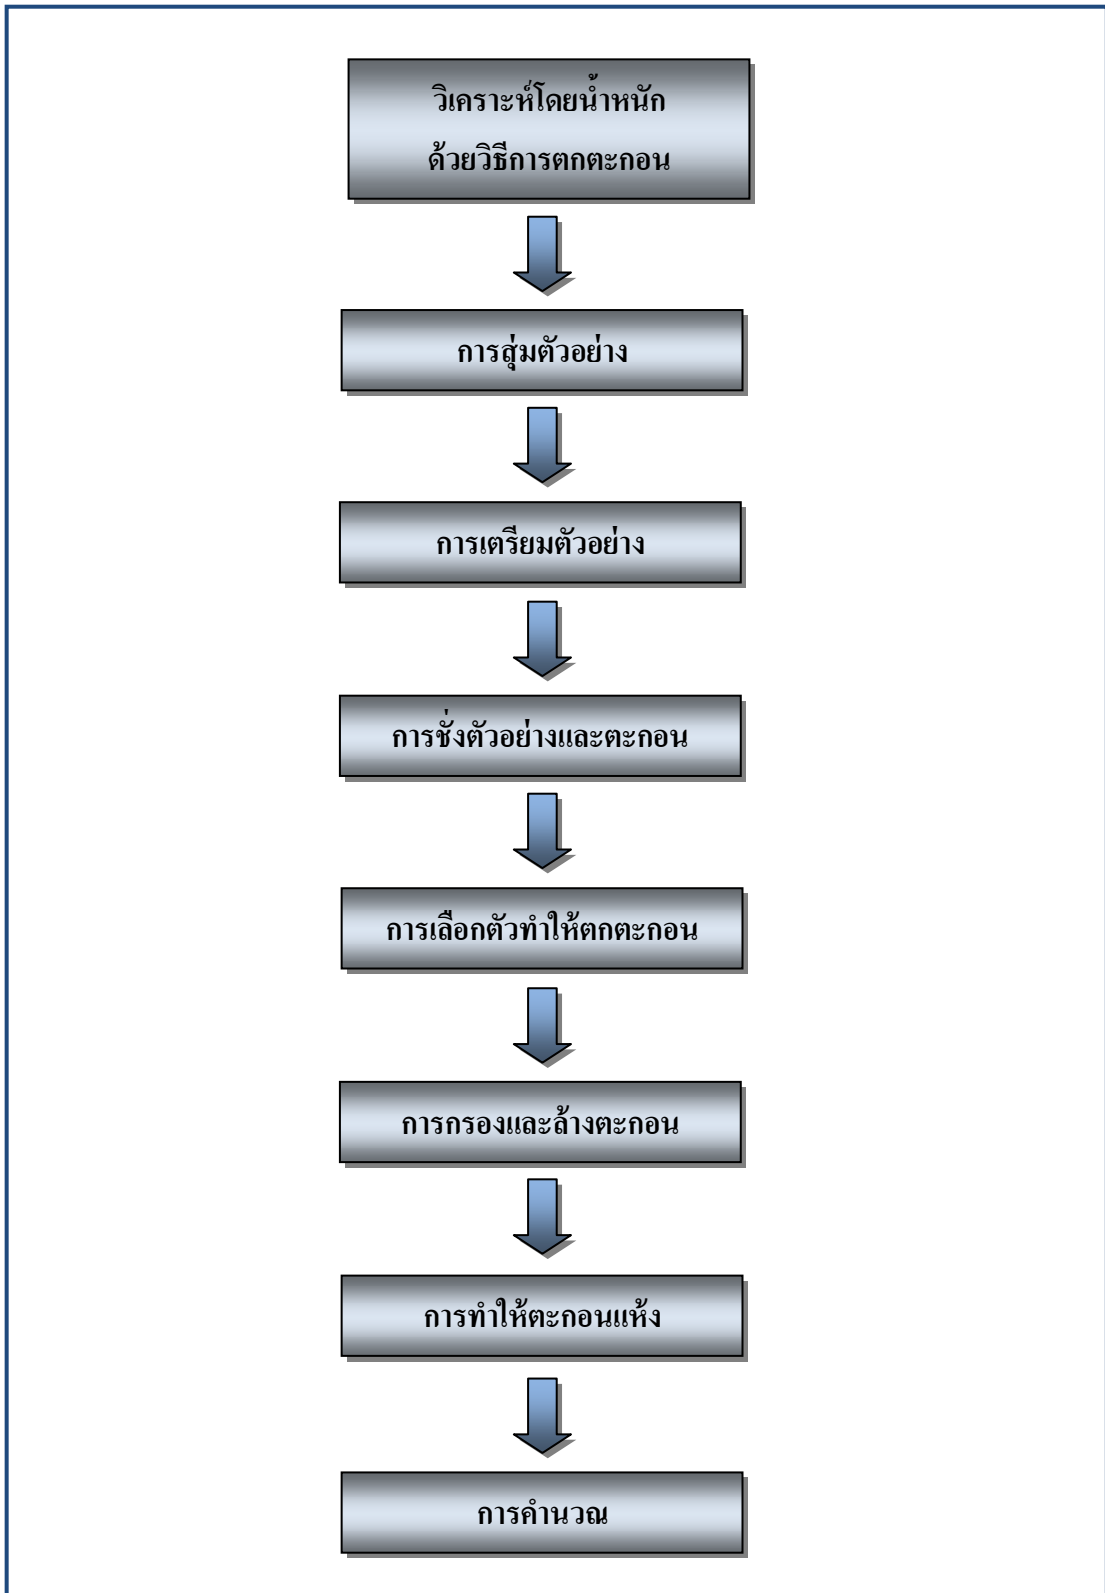 วิเคราะห์โดยน้ำหนัก
ด้วยวิธีการตกตะกอน
การสุ่มตัวอย่าง
การเตรียมตัวอย่าง
การชั่งตัวอย่างและตะกอน
การเลือกตัวทำให้ตกตะกอน
การกรองและล้างตะกอน
การทำให้ตะกอนแห้ง
การคำนวณ